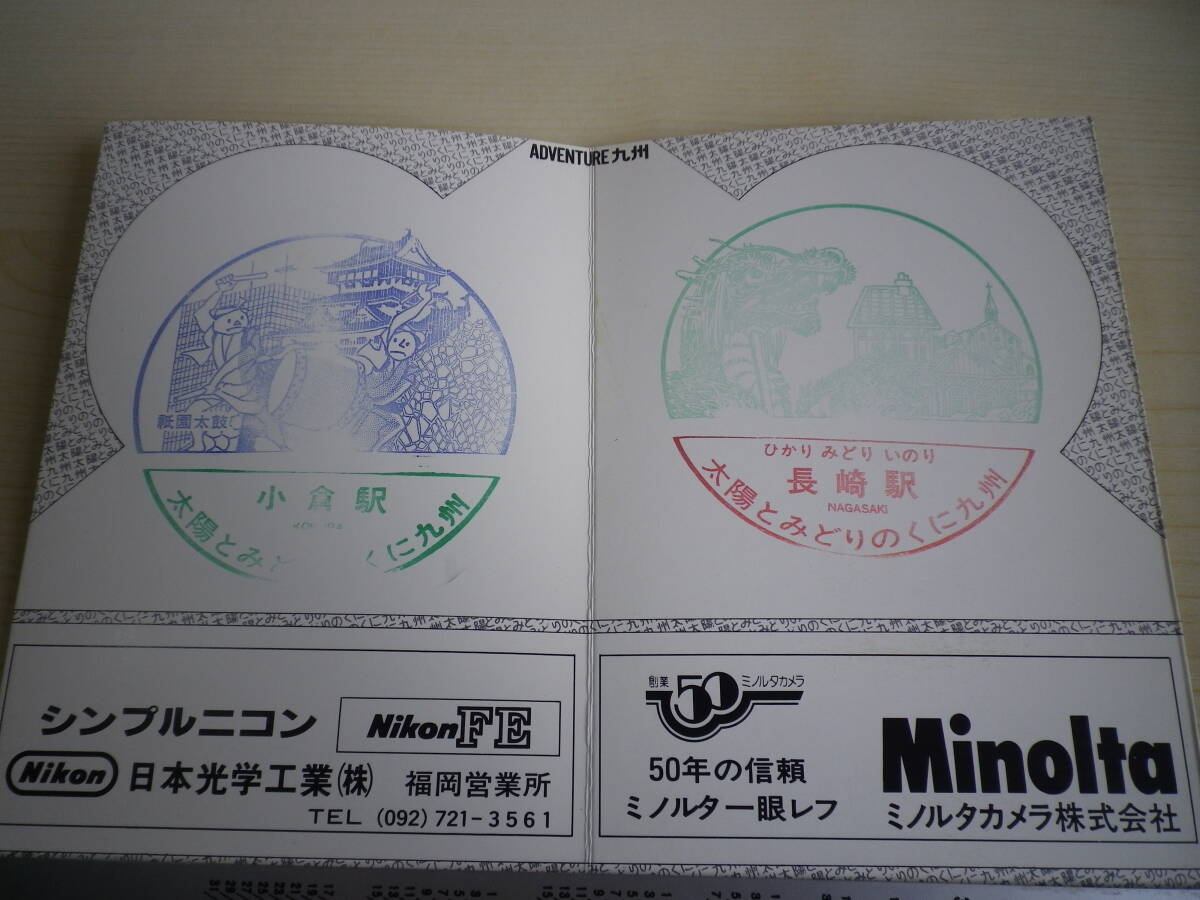 ADVENTURE九州
祇園太鼓
小倉駅
太陽とみど くに九州
ひかり みどり いのり
長崎駅
NAGASAKI
太陽とみどりのくに九州
シンプルニコン
Nikon FE
Nikon 日本光学工業(株) 福岡営業所
TEL (092) 721-3561
創業 50 ミノルタカメラ
50年の信頼
ミノルタ一眼レフ
Minolta
ミノルタカメラ株式会社